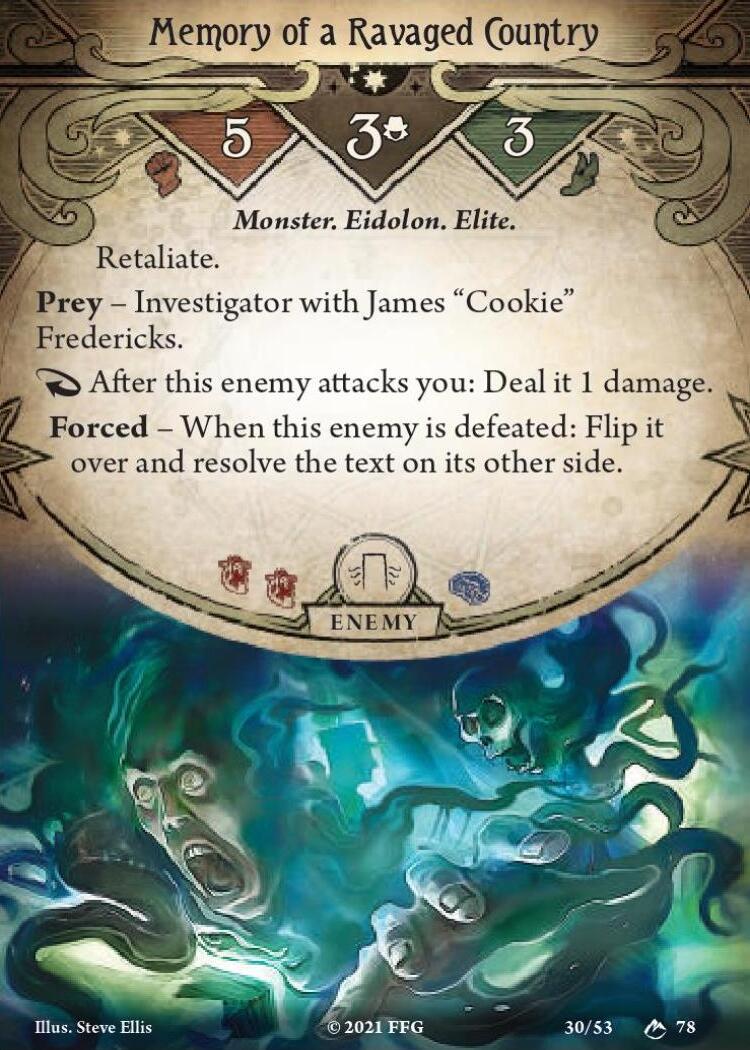 Memory of a Ravaged Country
5 3 3
Monster. Eidolon. Elite.
Retaliate.
Prey – Investigator with James “Cookie”
Fredericks.
After this enemy attacks you: Deal it 1 damage.
Forced – When this enemy is defeated: Flip it
over and resolve the text on its other side.
ENEMY
Illus. Steve Ellis © 2021 FFG 30/53 78